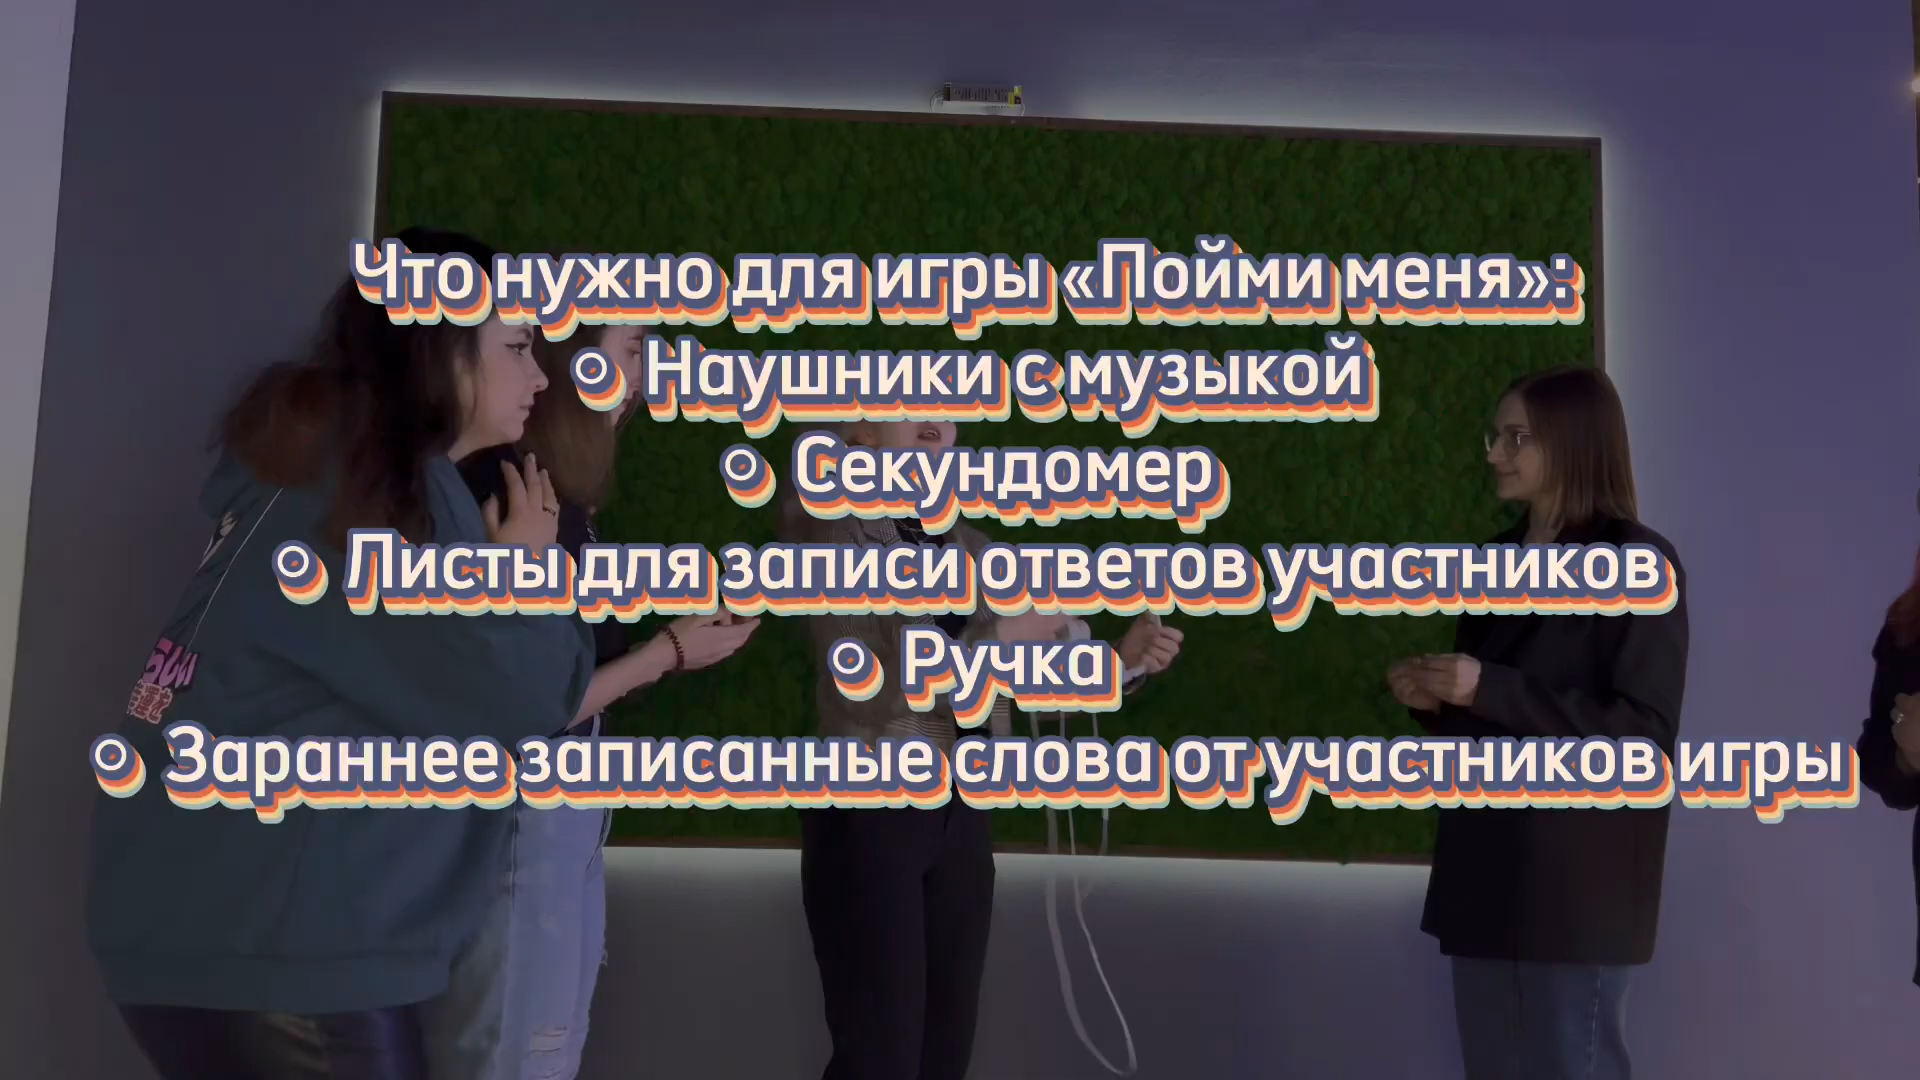 Что нужно для игры «Пойми меня»:
Наушники с музыкой
Секундомер
Листы для записи ответов участников
Ручка
Зараннее записанные слова от участников игры